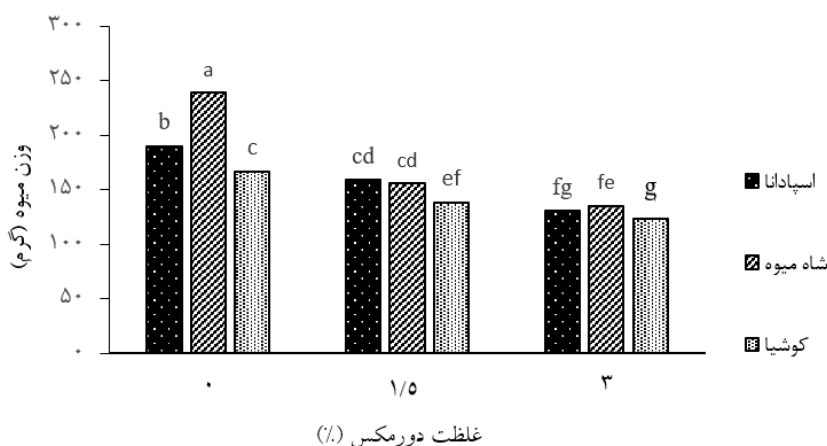 ۳۰۰
۲۵۰
۲۰۰
۱۵۰
۱۰۰
۵۰
۰
وزن میوه (گرم)
b
a
c
cd
cd
ef
fg
fe
g
۰
۱/۵
۳
غلظت دورمکس (٪)
اسپادانا
شاه میوه
کوشیا